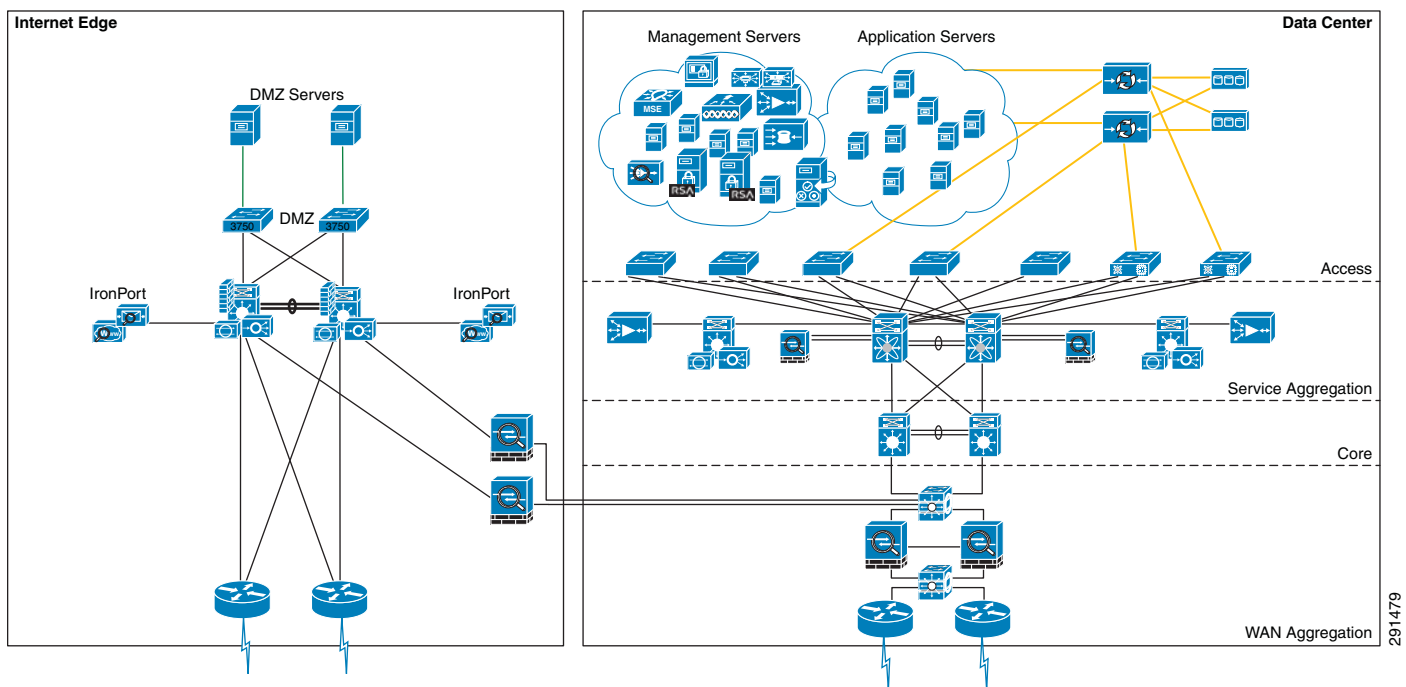 Internet Edge
Data Center
Management Servers
Application Servers
DMZ Servers
MSE
RSA
RSA
DMZ
3750
3750
Access
IronPort
IronPort
Service Aggregation
Core
WAN Aggregation
291479